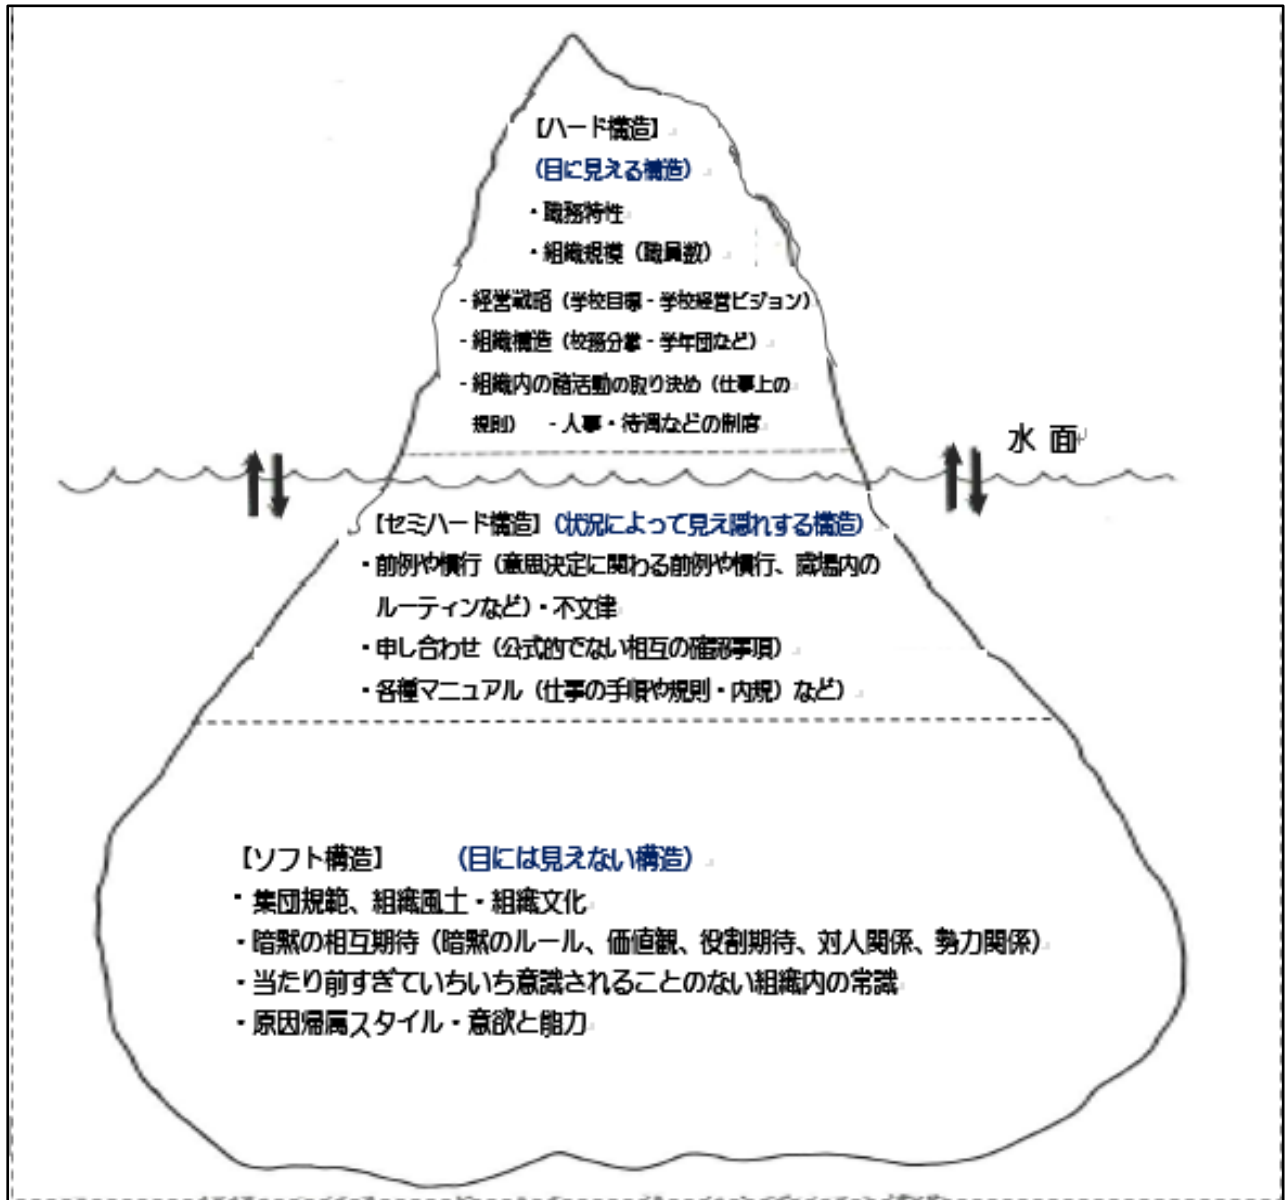 【ハード構造】
（目に見える構造）
・職務特性
・組織規模（職員数）
- 経営戦略（学校目標 - 学校経営ビジョン）
- 組織構造（校務分掌 - 学年団など）
- 組織内の諸活動の取り決め（仕事上の
規則）　- 人事・待遇などの制度
水 面
【セミハード構造】（状況によって見え隠れする構造）
・前例や慣行（意思決定に関わる前例や慣行、職場内の
ルーティンなど）・不文律
・申し合わせ（公式的でない相互の確認事項）
・各種マニュアル（仕事の手順や規則・内規）など）
【ソフト構造】　　（目には見えない構造）
・集団規範、組織風土・組織文化
・暗黙の相互期待（暗黙のルール、価値観、役割期待、対人関係、勢力関係）
・当たり前すぎていちいち意識されることのない組織内の常識
・原因帰属スタイル・意欲と能力